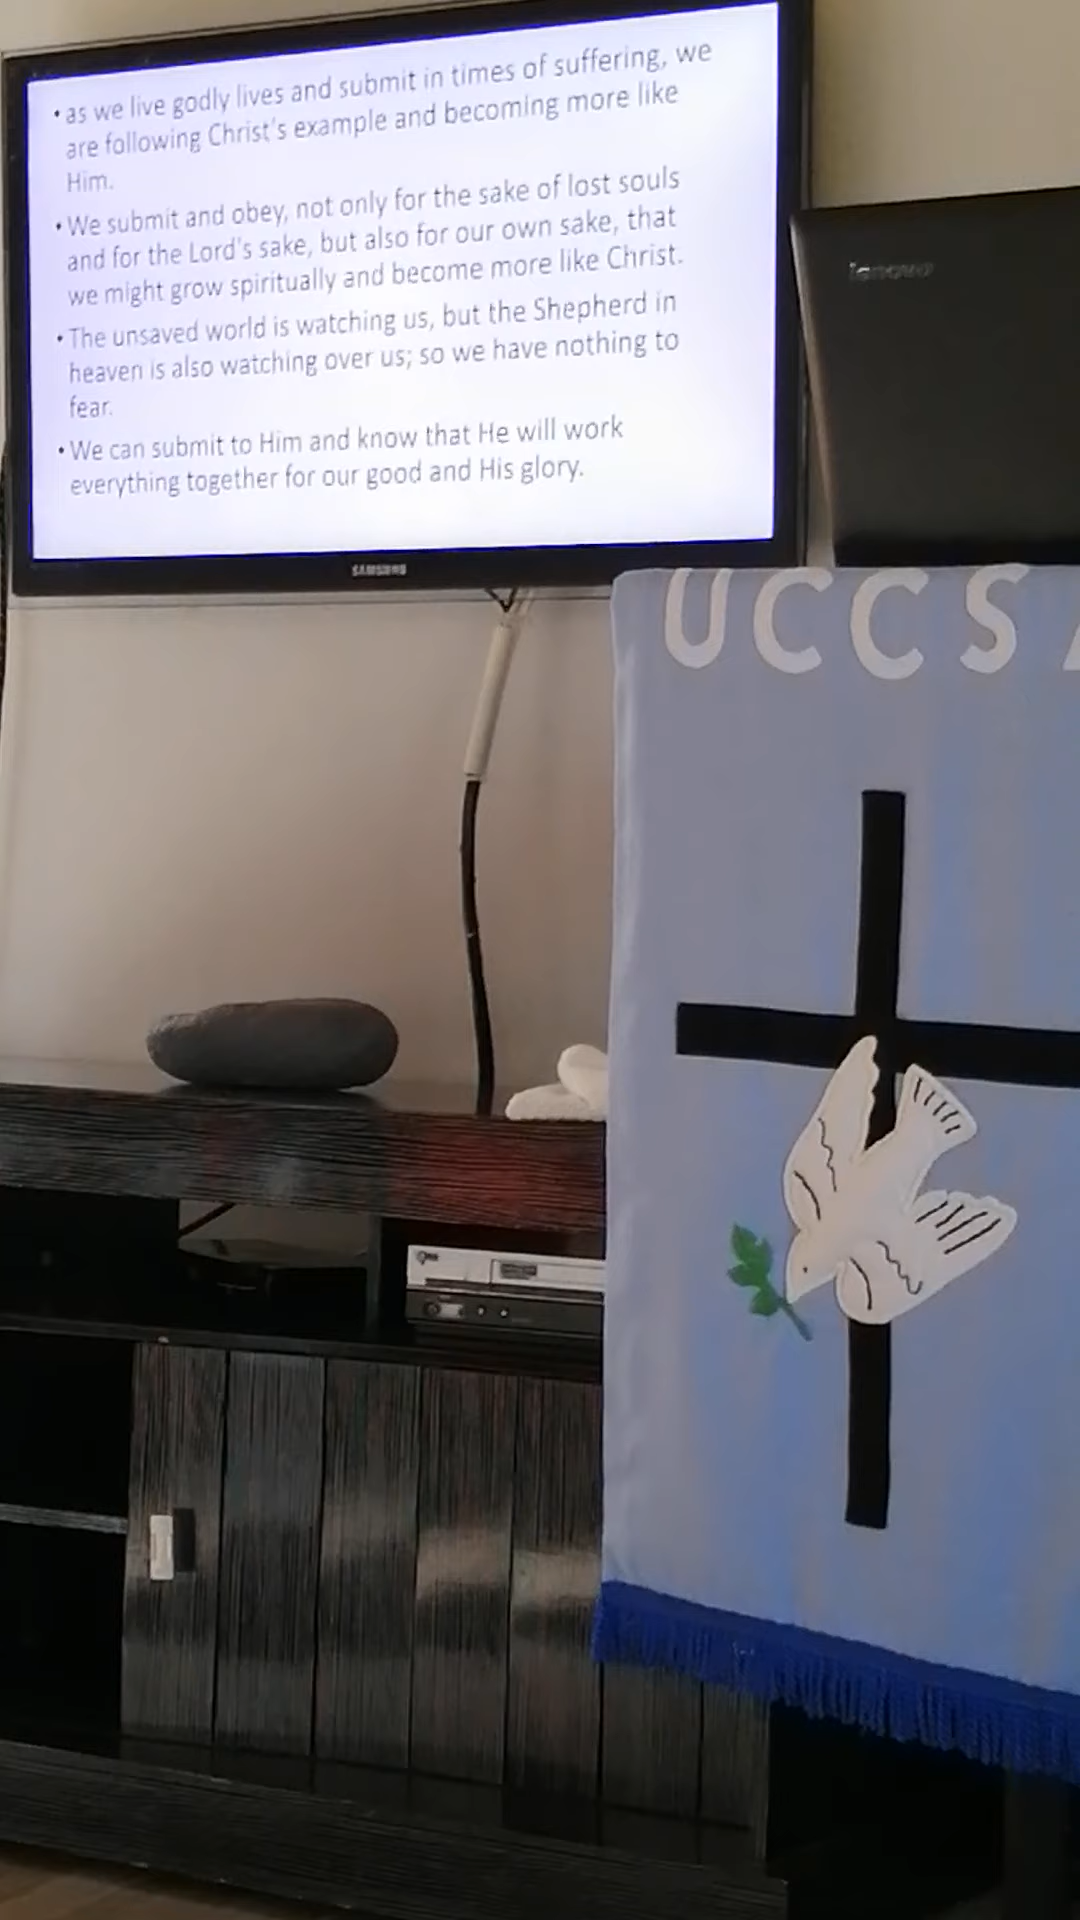 • as we live godly lives and submit in times of suffering, we
are following Christ's example and becoming more like
Him.
• We submit and obey, not only for the sake of lost souls
and for the Lord's sake, but also for our own sake, that
we might grow spiritually and become more like Christ.
• The unsaved world is watching us, but the Shepherd in
heaven is also watching over us; so we have nothing to
fear.
• We can submit to Him and know that He will work
everything together for our good and His glory.
SAMSUNG
lenovo
UCCSA